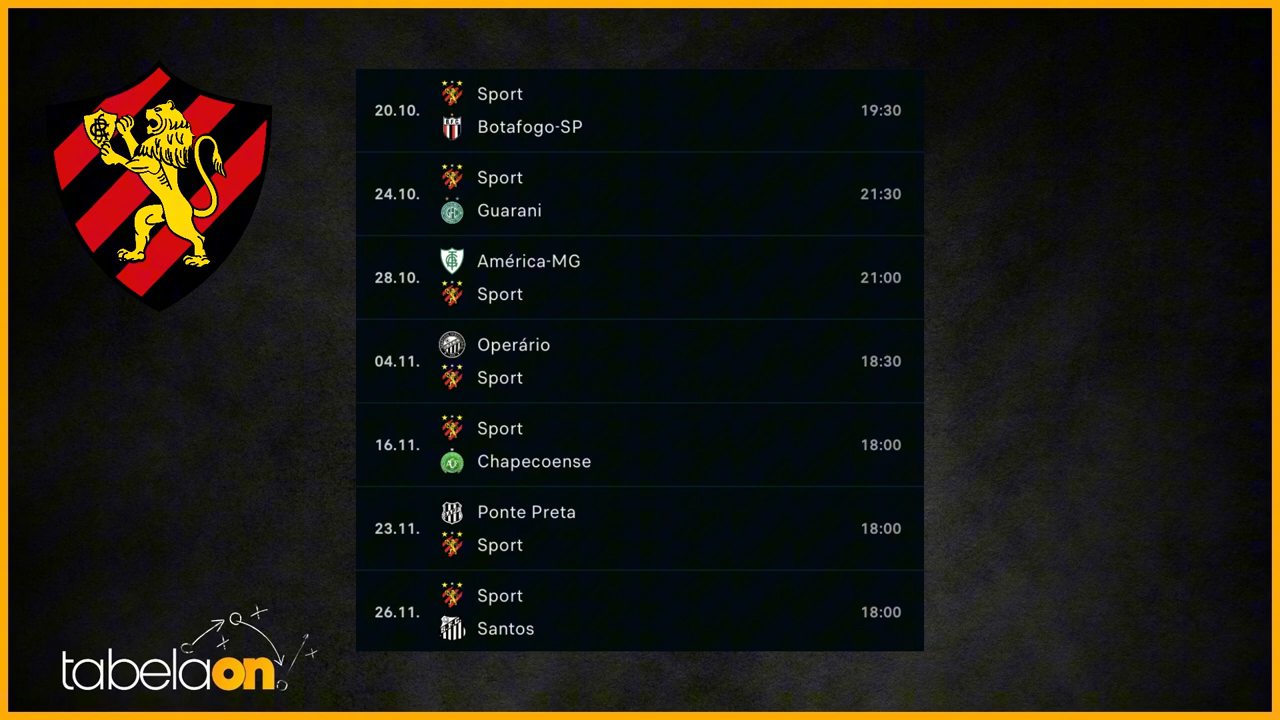 20.10.
Sport
Botafogo-SP
19:30
24.10.
Sport
Guarani
21:30
28.10.
América-MG
Sport
21:00
04.11.
Operário
Sport
18:30
16.11.
Sport
Chapecoense
18:00
23.11.
Ponte Preta
Sport
18:00
26.11.
Sport
Santos
18:00
tabelaon